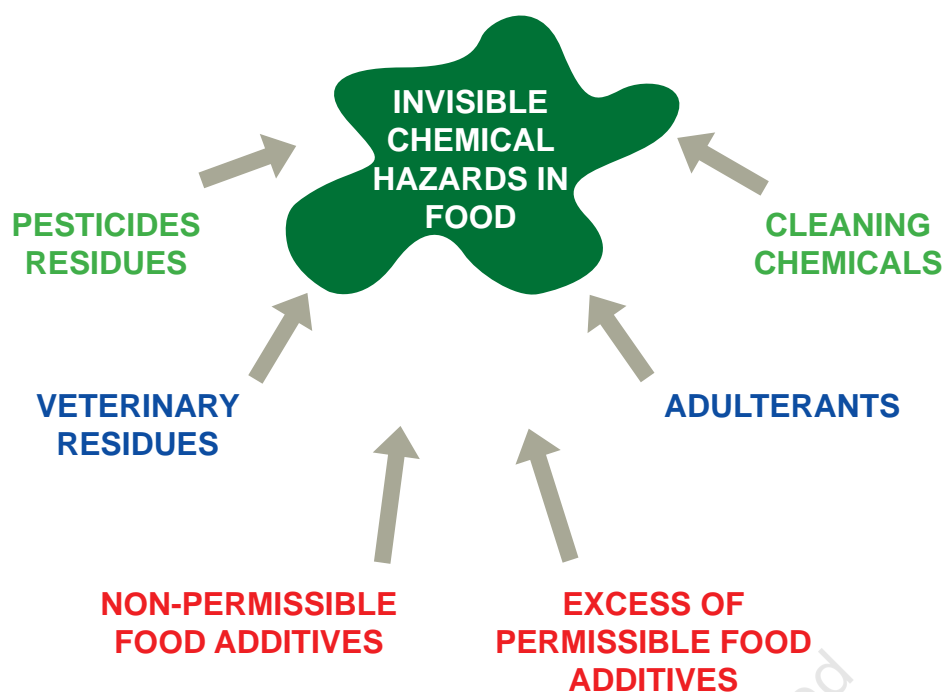 INVISIBLE
CHEMICAL
HAZARDS IN
FOOD
PESTICIDES
RESIDUES
CLEANING
CHEMICALS
VETERINARY
RESIDUES
ADULTERANTS
NON-PERMISSIBLE
FOOD ADDITIVES
EXCESS OF
PERMISSIBLE FOOD
ADDITIVES